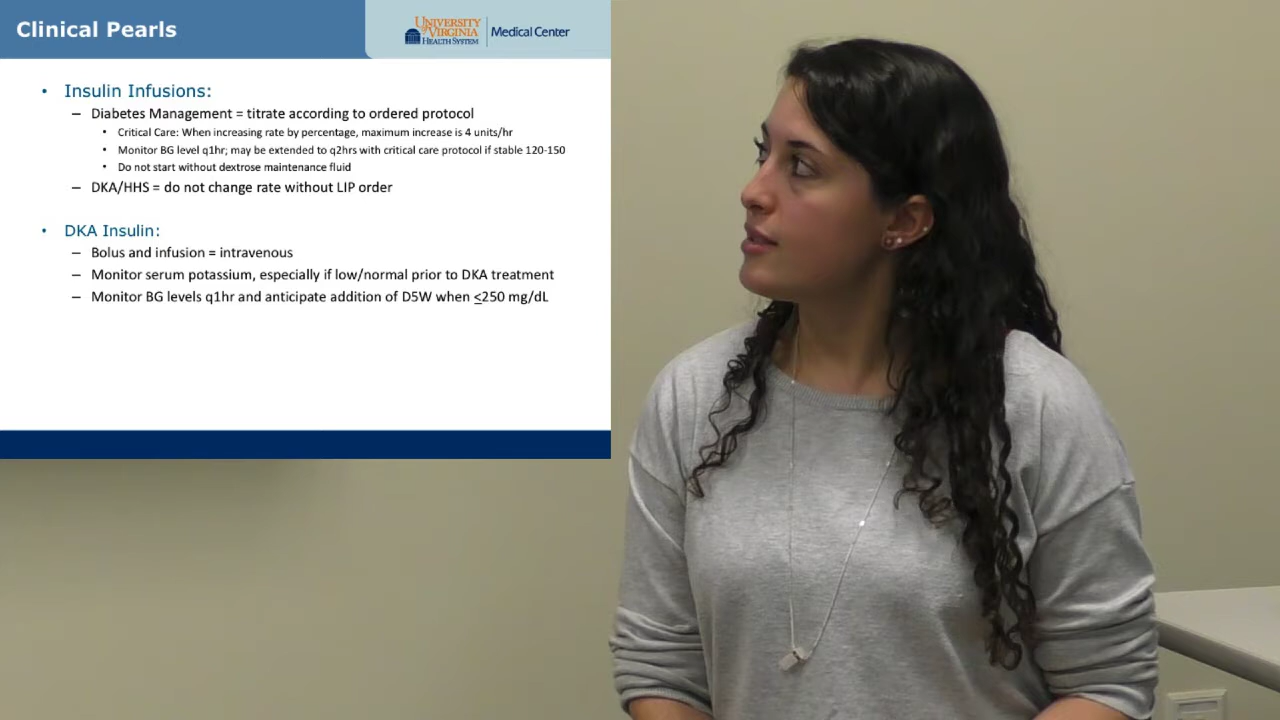 Clinical Pearls
UNIVERSITY
of VIRGINIA
HEALTH SYSTEM
Medical Center
• Insulin Infusions:
– Diabetes Management = titrate according to ordered protocol
• Critical Care: When increasing rate by percentage, maximum increase is 4 units/hr
• Monitor BG level q1hr; may be extended to q2hrs with critical care protocol if stable 120-150
• Do not start without dextrose maintenance fluid
– DKA/HHS = do not change rate without LIP order
• DKA Insulin:
– Bolus and infusion = intravenous
– Monitor serum potassium, especially if low/normal prior to DKA treatment
– Monitor BG levels q1hr and anticipate addition of D5W when <250 mg/dL